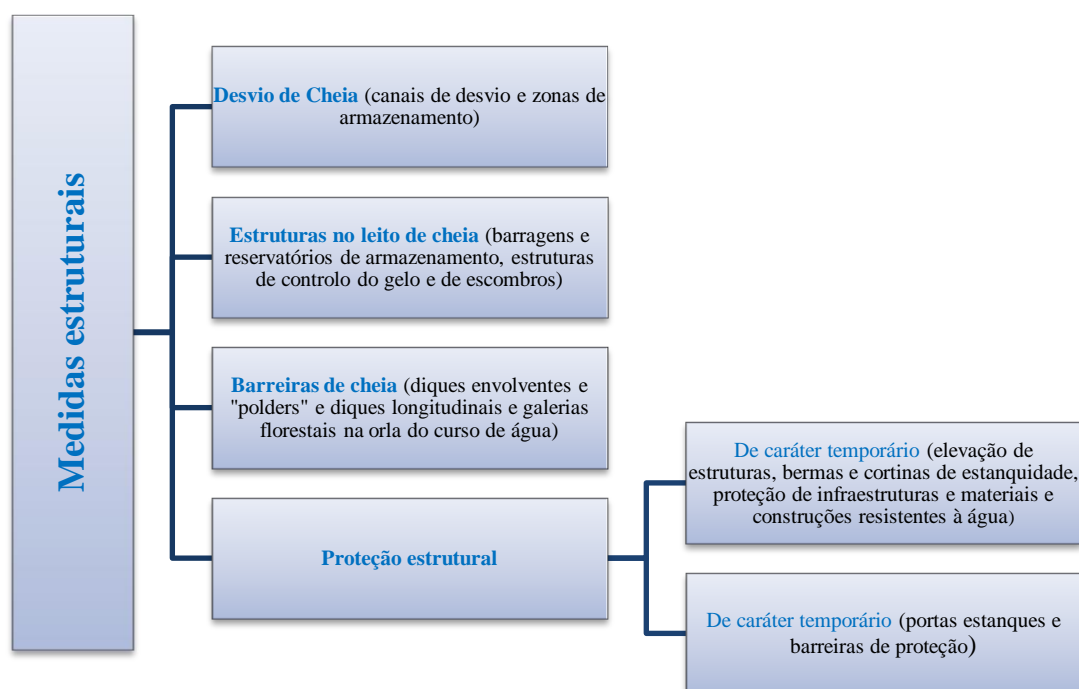 Medidas estruturais
Desvio de Cheia (canais de desvio e zonas de
armazenamento)
Estruturas no leito de cheia (barragens e
reservatórios de armazenamento, estruturas
de controlo do gelo e de escombros)
Barreiras de cheia (diques envolventes e
"polders" e diques longitudinais e galerias
florestais na orla do curso de água)
Proteção estrutural
De caráter temporário (elevação de
estruturas, bermas e cortinas de estanquidade,
proteção de infraestruturas e materiais e
construções resistentes à água)
De caráter temporário (portas estanques e
barreiras de proteção)